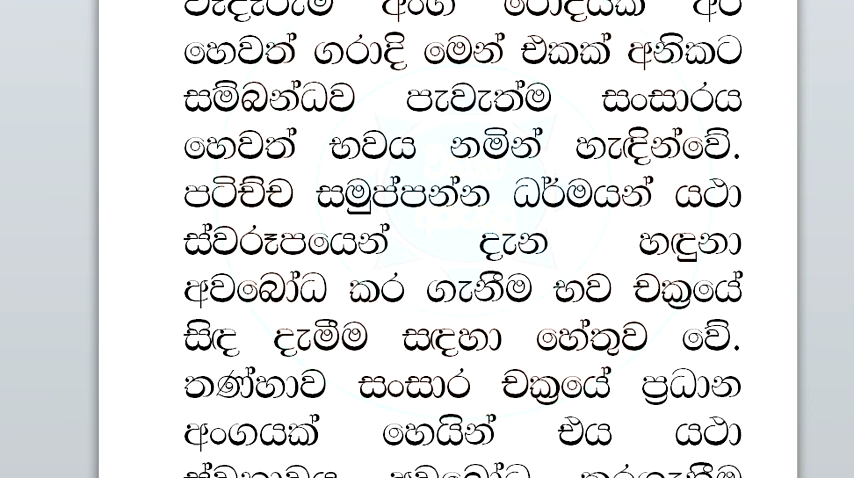 හෙවත් ගරාදි මෙන් එකක් අනිකට
සම්බන්ධව පැවැත්ම සංසාරය
හෙවත් භවය නමින් හැඳින්වේ.
පටිච්ච සමුප්පන්න ධර්මයන් යථා
ස්වරූපයෙන් දැන හඳුනා
අවබෝධ කර ගැනීම භව චක්‍රයේ
සිඳ දැමීම සඳහා හේතුව වේ.
තණ්හාව සංසාර චක්‍රයේ ප්‍රධාන
අංගයක් හෙයින් එය යථා